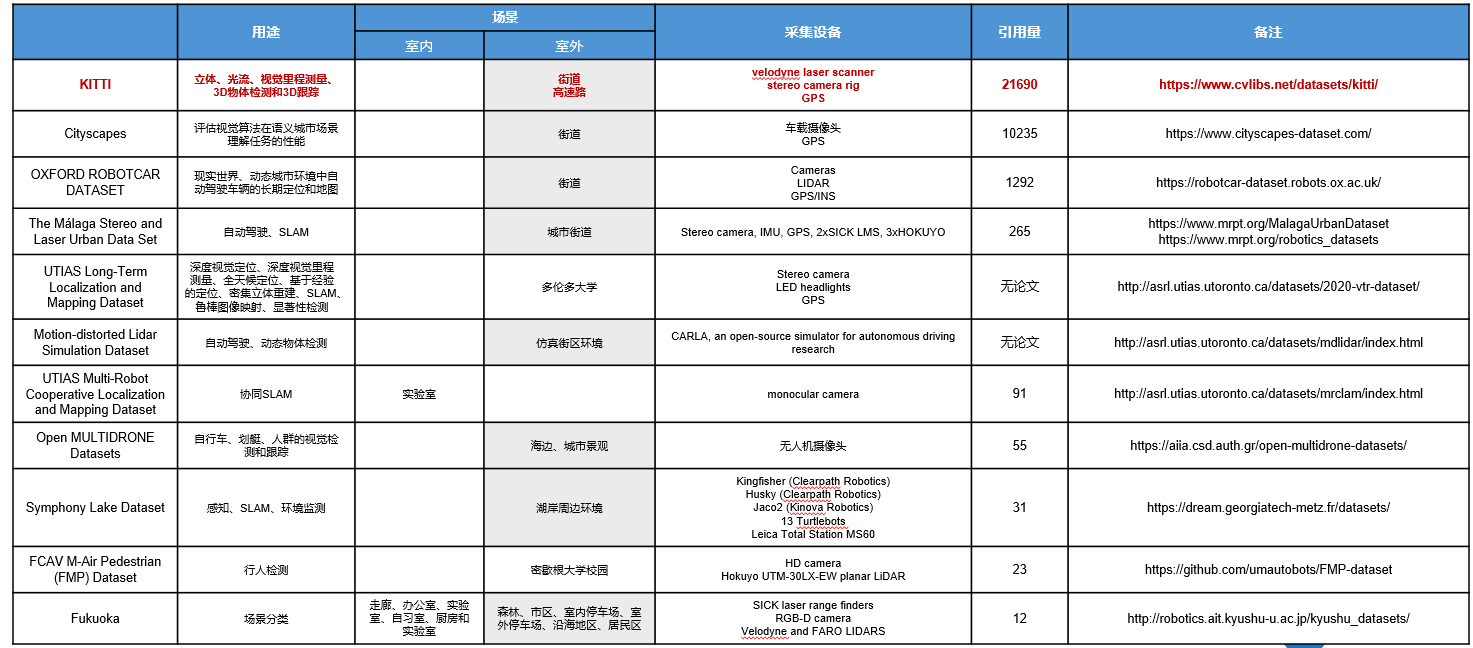 用途
场景
采集设备
引用量
备注
室内
室外
KITTI
立体、光流、视觉里程测量、
3D物体检测和3D跟踪
街道
高速路
velodyne laser scanner
stereo camera rig
GPS
21690
https://www.cvlibs.net/datasets/kitti/
Cityscapes
评估视觉算法在语义城市场景
理解任务的性能
街道
车载摄像头
GPS
10235
https://www.cityscapes-dataset.com/
OXFORD ROBOTCAR
DATASET
现实世界、动态城市环境中自
动驾驶车辆的长期定位和地图
街道
Cameras
LIDAR
GPS/INS
1292
https://robotcar-dataset.robots.ox.ac.uk/
The Málaga Stereo and
Laser Urban Data Set
自动驾驶、SLAM
城市街道
Stereo camera, IMU, GPS, 2xSICK LMS, 3xHOKUYO
265
https://www.mrpt.org/MalagaUrbanDataset
https://www.mrpt.org/robotics_datasets
UTIAS Long-Term
Localization and
Mapping Dataset
深度视觉定位、深度视觉里程
测量、全天候定位、基于经验
的定位、密集立体重建、SLAM、
鲁棒图像映射、显著性检测
多伦多大学
Stereo camera
LED headlights
GPS
无论文
http://asrl.utias.utoronto.ca/datasets/2020-vtr-dataset/
Motion-distorted Lidar
Simulation Dataset
自动驾驶、动态物体检测
仿真街区环境
CARLA, an open-source simulator for autonomous driving
research
无论文
http://asrl.utias.utoronto.ca/datasets/mdlidar/index.html
UTIAS Multi-Robot
Cooperative Localization
and Mapping Dataset
协同SLAM
实验室
monocular camera
91
http://asrl.utias.utoronto.ca/datasets/mrclam/index.html
Open MULTIDRONE
Datasets
自行车、划艇、人群的视觉检
测和跟踪
海边、城市景观
无人机摄像头
55
https://aiia.csd.auth.gr/open-multidrone-datasets/
Symphony Lake Dataset
感知、SLAM、环境监测
湖岸周边环境
Kingfisher (Clearpath Robotics)
Husky (Clearpath Robotics)
Jaco2 (Kinova Robotics)
13 Turtlebots
Leica Total Station MS60
31
https://dream.georgiatech-metz.fr/datasets/
FCAV M-Air Pedestrian
(FMP) Dataset
行人检测
密歇根大学校园
HD camera
Hokuyo UTM-30LX-EW planar LiDAR
23
https://github.com/umautobots/FMP-dataset
Fukuoka
场景分类
走廊、办公室、实验
室、自习室、厨房和
实验室
森林、市区、室内停车场、室
外停车场、沿海地区、居民区
SICK laser range finders
RGB-D camera
Velodyne and FARO LIDARS
12
http://robotics.ait.kyushu-u.ac.jp/kyushu_datasets/